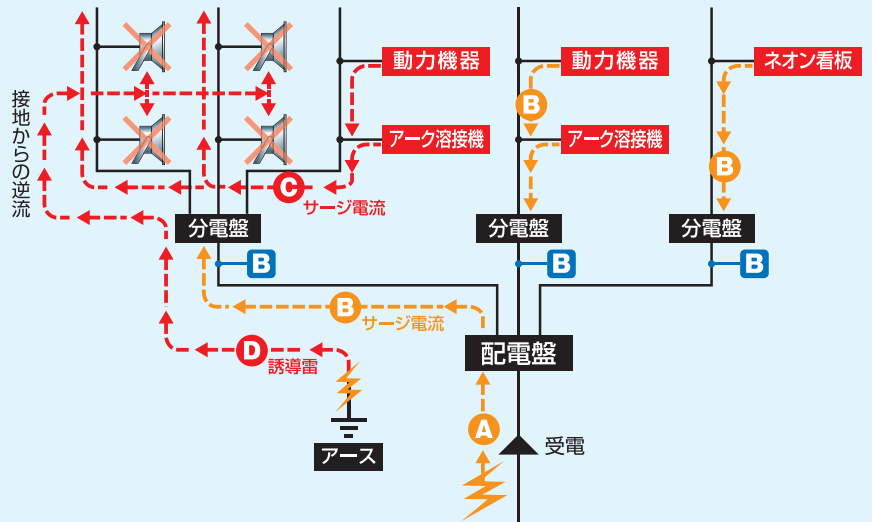 動力機器
動力機器
ネオン看板
接地からの逆流
B
アーク溶接機
アーク溶接機
B
C
サージ電流
分電盤
分電盤
分電盤
B
B
B
B
サージ電流
D
誘導雷
配電盤
A
受電
アース